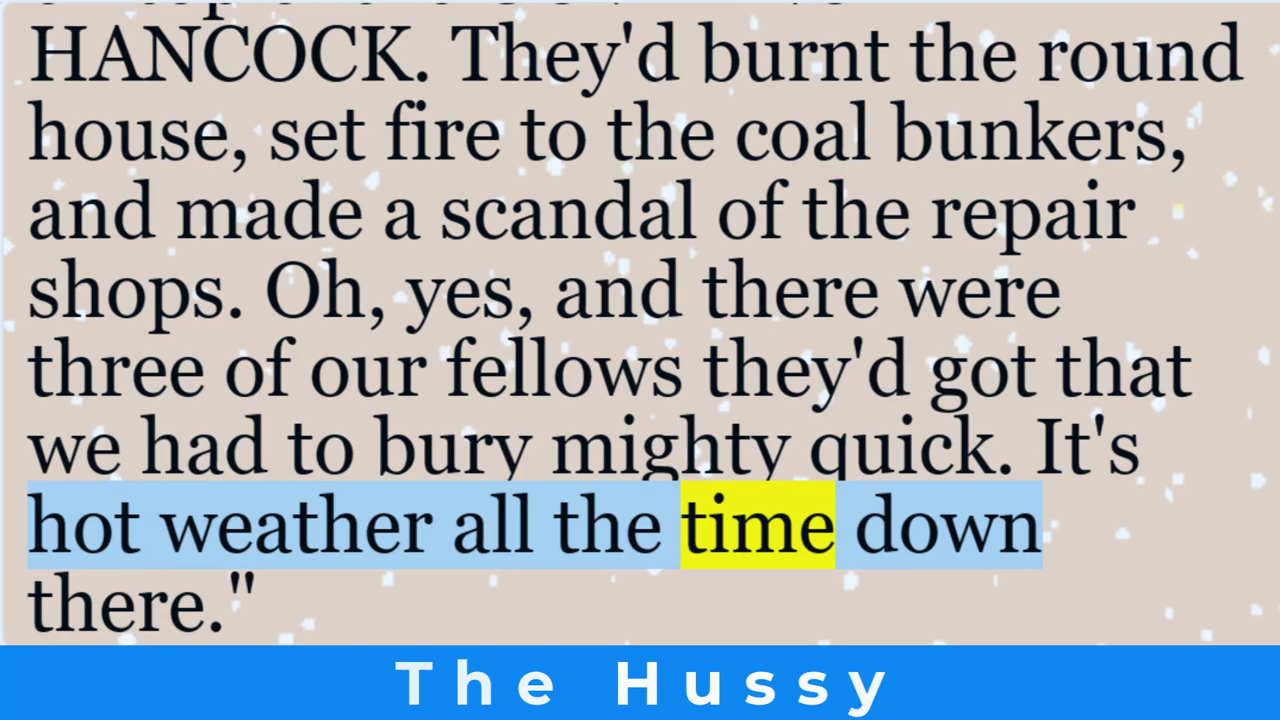 HANCOCK. They'd burnt the round
house, set fire to the coal bunkers,
and made a scandal of the repair
shops. Oh, yes, and there were
three of our fellows they'd got that
we had to bury mighty quick. It's
hot weather all the time down
there."
The Hussy